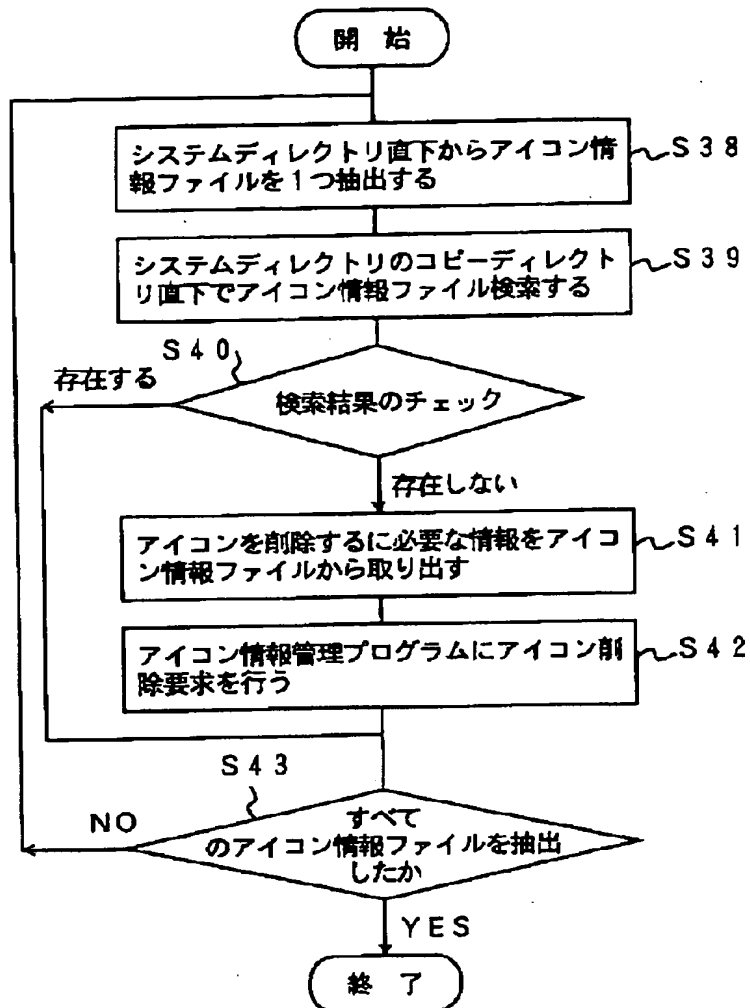 開 始
システムディレクトリ直下からアイコン情
報ファイルを1つ抽出する
S38
システムディレクトリのコピーディレクト
リ直下でアイコン情報ファイル検索する
S39
S40
存在する
検索結果のチェック
存在しない
アイコンを削除するに必要な情報をアイコ
ン情報ファイルから取り出す
S41
アイコン情報管理プログラムにアイコン削
除要求を行う
S42
S43
NO
すべて
のアイコン情報ファイルを抽出
したか
YES
終 了